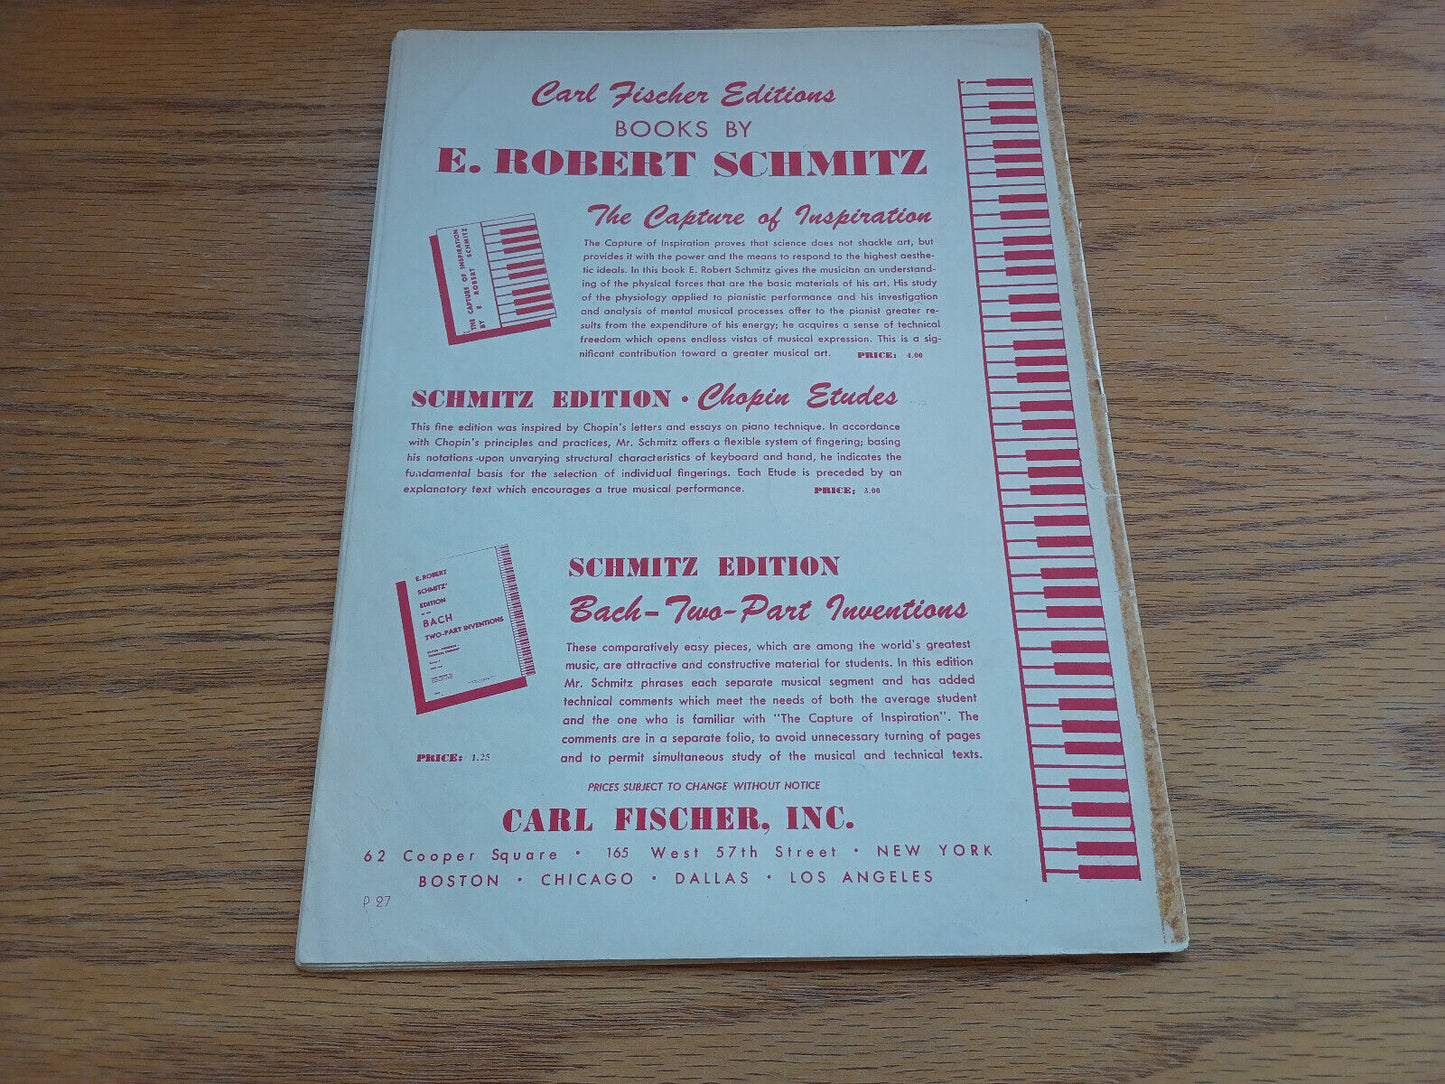 Carl Fischer Editions
BOOKS BY
E. ROBERT SCHMITZ
The Capture of Inspiration
THE CAPTURE OF INSPIRATION
BY E ROBERT SCHMITZ
The Capture of Inspiration proves that science does not shackle art, but
provides it with the power and the means to respond to the highest aesthe-
tic ideals. In this book E. Robert Schmitz gives the musician an understand-
ing of the physical forces that are the basic materials of his art. His study
of the physiology applied to pianistic performance and his investigation
and analysis of mental musical processes offer to the pianist greater re-
sults from the expenditure of his energy; he acquires a sense of technical
freedom which opens endless vistas of musical expression. This is a sig-
nificant contribution toward a greater musical art. PRICE: 4.00
SCHMITZ EDITION • Chopin Etudes
This fine edition was inspired by Chopin's letters and essays on piano technique. In accordance
with Chopin's principles and practices, Mr. Schmitz offers a flexible system of fingering; basing
his notations upon unvarying structural characteristics of keyboard and hand, he indicates the
fundamental basis for the selection of individual fingerings. Each Etude is preceded by an
explanatory text which encourages a true musical performance. PRICE: 3.00
E. ROBERT
SCHMITZ'
EDITION
BACH
TWO-PART INVENTIONS
SCHMITZ EDITION
Bach-Two-Part Inventions
These comparatively easy pieces, which are among the world's greatest
music, are attractive and constructive material for students. In this edition
Mr. Schmitz phrases each separate musical segment and has added
technical comments which meet the needs of both the average student
and the one who is familiar with "The Capture of Inspiration". The
comments are in a separate folio, to avoid unnecessary turning of pages
and to permit simultaneous study of the musical and technical texts.
PRICE: 1.25
PRICES SUBJECT TO CHANGE WITHOUT NOTICE
CARL FISCHER, INC.
62 Cooper Square • 165 West 57th Street • NEW YORK
BOSTON • CHICAGO • DALLAS • LOS ANGELES
P 27